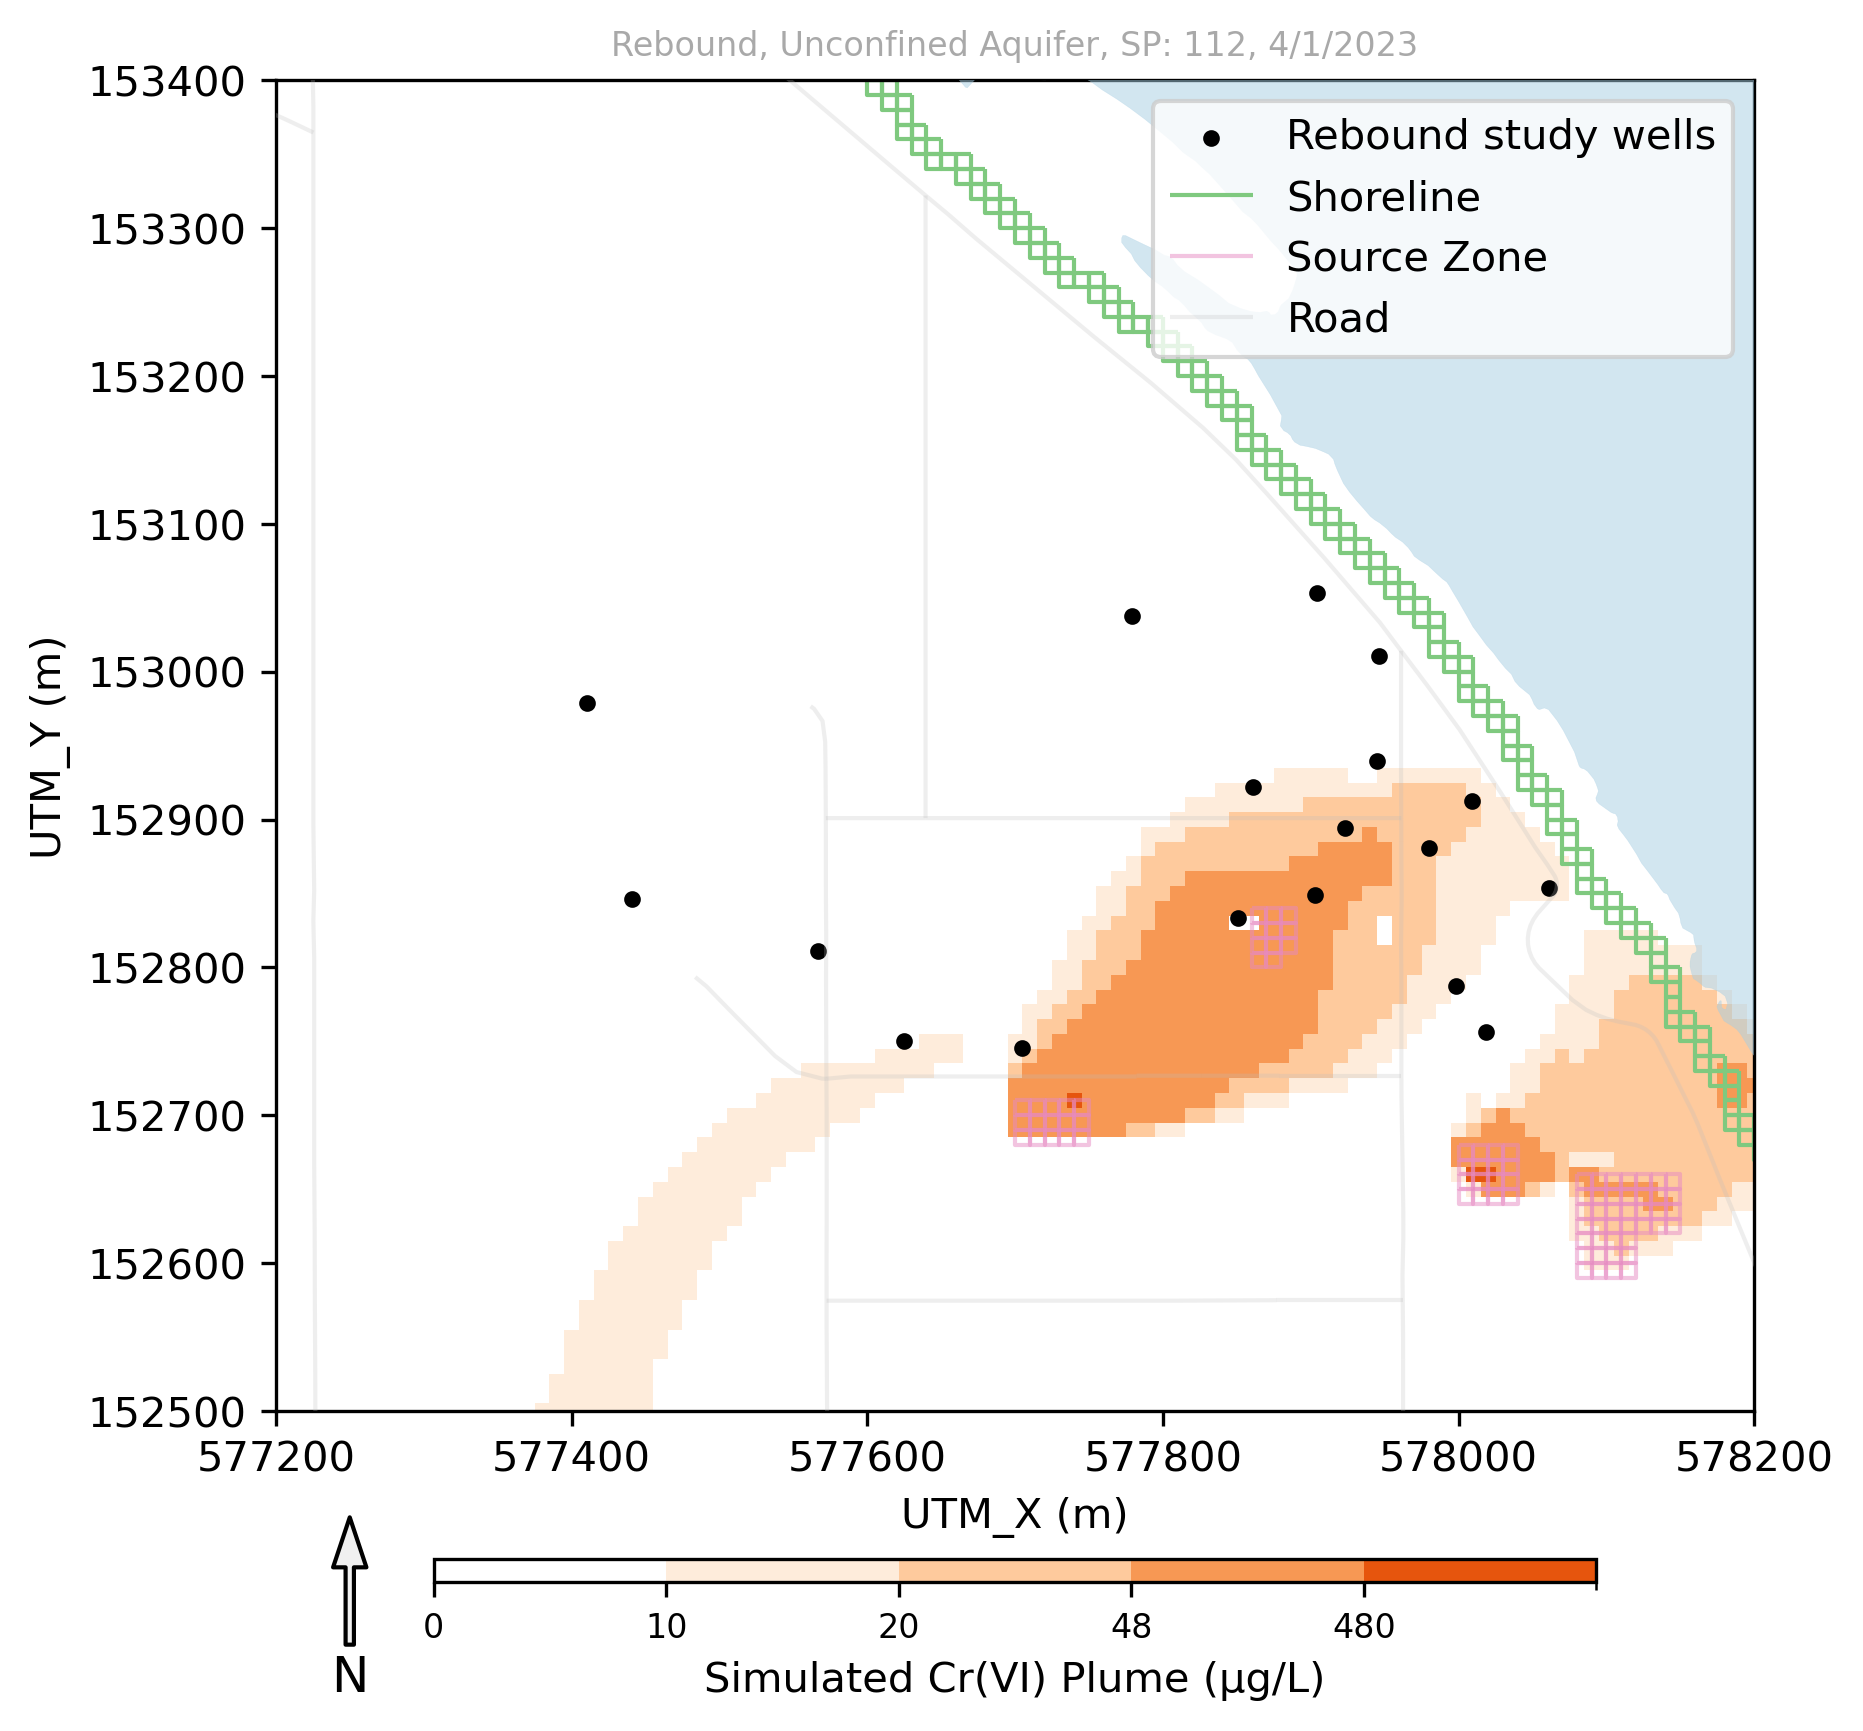 Rebound, Unconfined Aquifer, SP: 112, 4/1/2023
153400
153300
153200
153100
153000
152900
152800
152700
152600
152500
UTM_Y (m)
Rebound study wells
Shoreline
Source Zone
Road
577200
577400
577600
577800
578000
578200
UTM_X (m)
N
0
10
20
48
480
Simulated Cr(VI) Plume (μg/L)